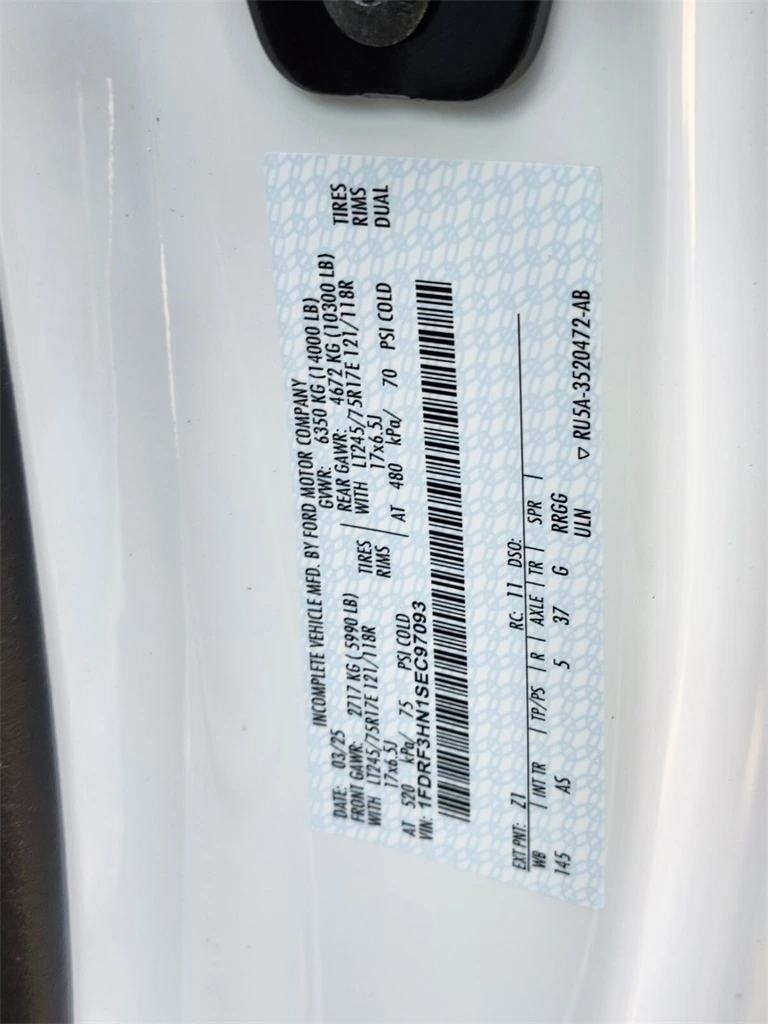 INCOMPLETE VEHICLE MFD. BY FORD MOTOR COMPANY
DATE: 03/25 GVWR: 6350 KG (14000 LB)
FRONT GAWR: 2717 KG ( 5990 LB) REAR GAWR: 4672 KG (10300 LB)
WITH LT245/75R17E 121/118R TIRES WITH LT245/75R17E 121/118R TIRES
17x6.5J RIMS 17x6.5J RIMS
AT 520 kPa/ 75 PSI COLD AT 480 kPa/ 70 PSI COLD DUAL
VIN: 1FDRF3HN1SEC97093
EXT PNT: Z1 RC: 11 DSO:
WB | INT TR | TP/PS | R | AXLE | TR | SPR |
145 AS 5 37 G RRGG
ULN
▽ RU5A-3520472-AB